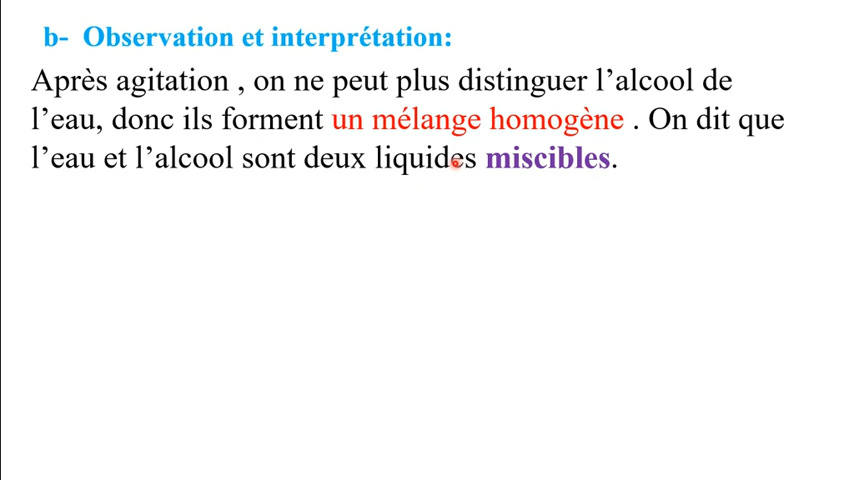 b- Observation et interprétation:
Après agitation , on ne peut plus distinguer l’alcool de
l’eau, donc ils forment un mélange homogène . On dit que
l’eau et l’alcool sont deux liquides miscibles.